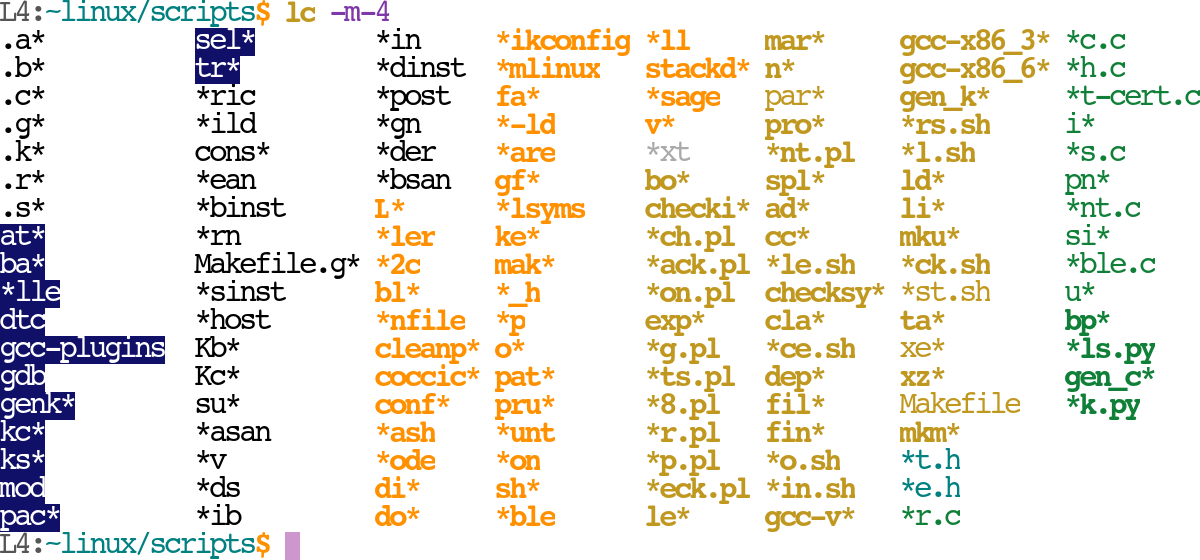 L4:~linux/scripts$ lc -m-4
.a* sel* *in *ikconfig *ll mar* gcc-x86_3* *c.c
.b* tr* *dinst *mlinux stackd* n* gcc-x86_6* *h.c
.c* *ric *post fa* *sage par* gen_k* *t-cert.c
.g* *ild *gn *-ld v* pro* *rs.sh i*
.k* cons* *der *are *xt *nt.pl *l.sh *s.c
.r* *ean *bsan gf* bo* spl* ld* pn*
.s* *binst L* *lsyms checki* ad* li* *nt.c
at* *rn *ler ke* *ch.pl cc* mku* si*
ba* Makefile.g* *2c mak* *ack.pl *le.sh *ck.sh *ble.c
*lle *sinst bl* *_h *on.pl checksy* *st.sh u*
dtc *host *nfile *p exp* cla* ta* bp*
gcc-plugins Kb* cleanp* o* *g.pl *ce.sh xe* *ls.py
gdb Kc* coccic* pat* *ts.pl dep* xz* gen_c*
genk* su* conf* pru* *8.pl fil* Makefile *k.py
kc* *asan *ash *unt *r.pl fin* mkm*
ks* *v *ode *on *p.pl *o.sh *t.h
mod *ds di* sh* *eck.pl *in.sh *e.h
pac* *ib do* *ble le* gcc-v* *r.c
L4:~linux/scripts$